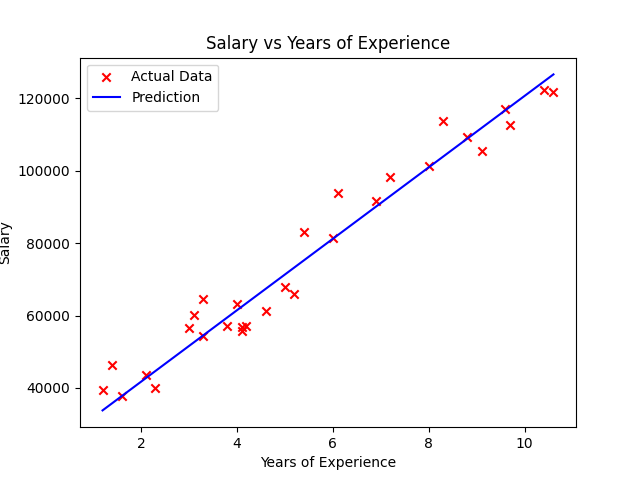 Salary vs Years of Experience
Actual Data
Prediction
120000
100000
80000
60000
40000
Salary
2
4
6
8
10
Years of Experience